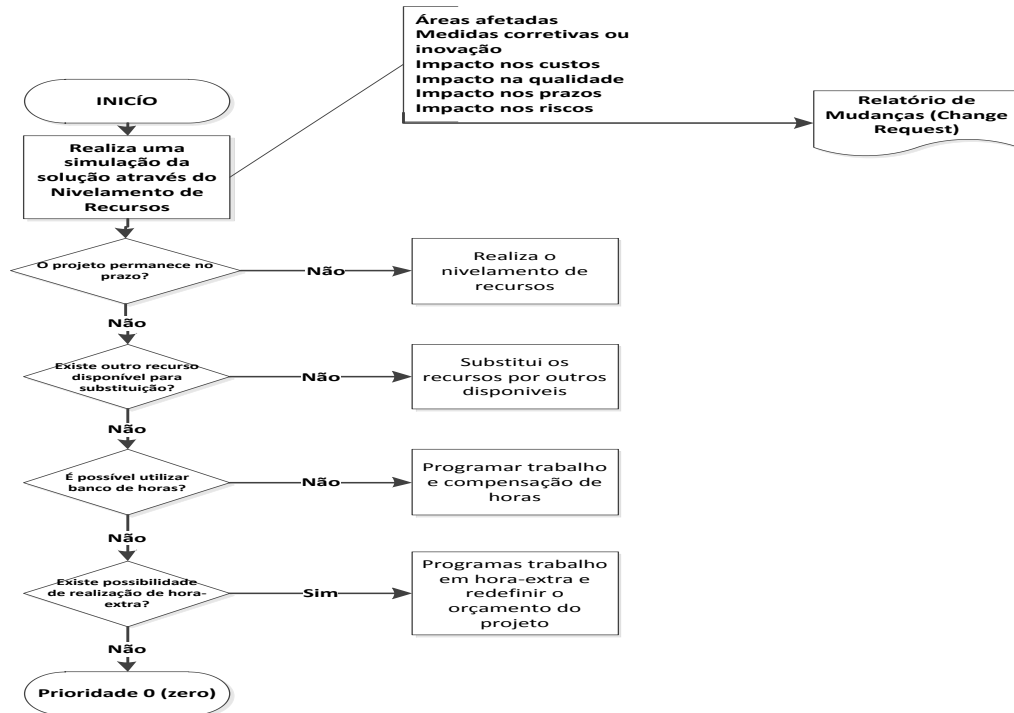 Áreas afetadas
Medidas corretivas ou
inovação
Impacto nos custos
Impacto na qualidade
Impacto nos prazos
Impacto nos riscos
Relatório de
Mudanças (Change
Request)
INICÍO
Realiza uma
simulação da
solução através do
Nivelamento de
Recursos
O projeto permanece no
prazo?
Não
Realiza o
nivelamento de
recursos
Não
Existe outro recurso
disponível para
substituição?
Não
Substitui os
recursos por outros
disponiveis
Não
É possível utilizar
banco de horas?
Não
Programar trabalho
e compensação de
horas
Não
Existe possibilidade
de realização de hora-
extra?
Sim
Programas trabalho
em hora-extra e
redefinir o
orçamento do
projeto
Não
Prioridade 0 (zero)